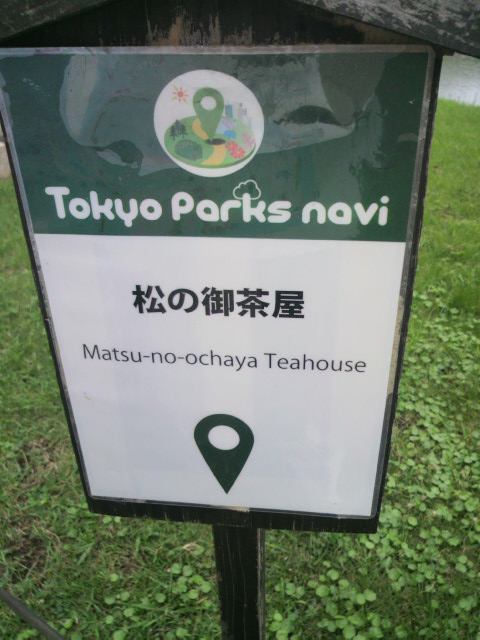 Tokyo Parks navi
松の御茶屋
Matsu-no-ochaya Teahouse